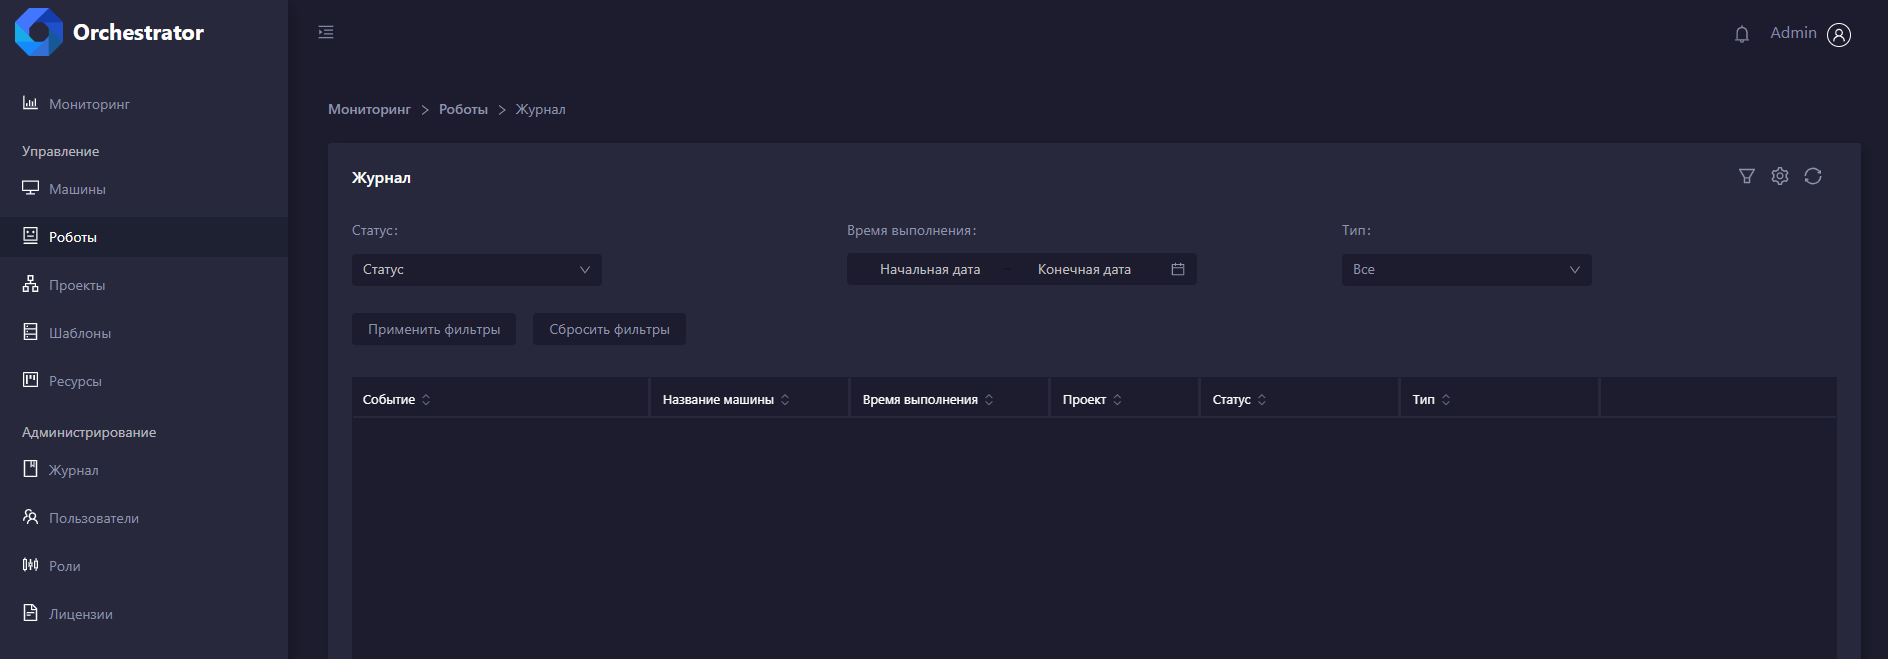 Orchestrator
Admin
Мониторинг
Управление
Машины
Роботы
Проекты
Шаблоны
Ресурсы
Администрирование
Журнал
Пользователи
Роли
Лицензии
Мониторинг > Роботы > Журнал
Журнал
Статус: Время выполнения: Тип:
Статус Начальная дата ~ Конечная дата Все
Применить фильтры Сбросить фильтры
Событие Название машины Время выполнения Проект Статус Тип